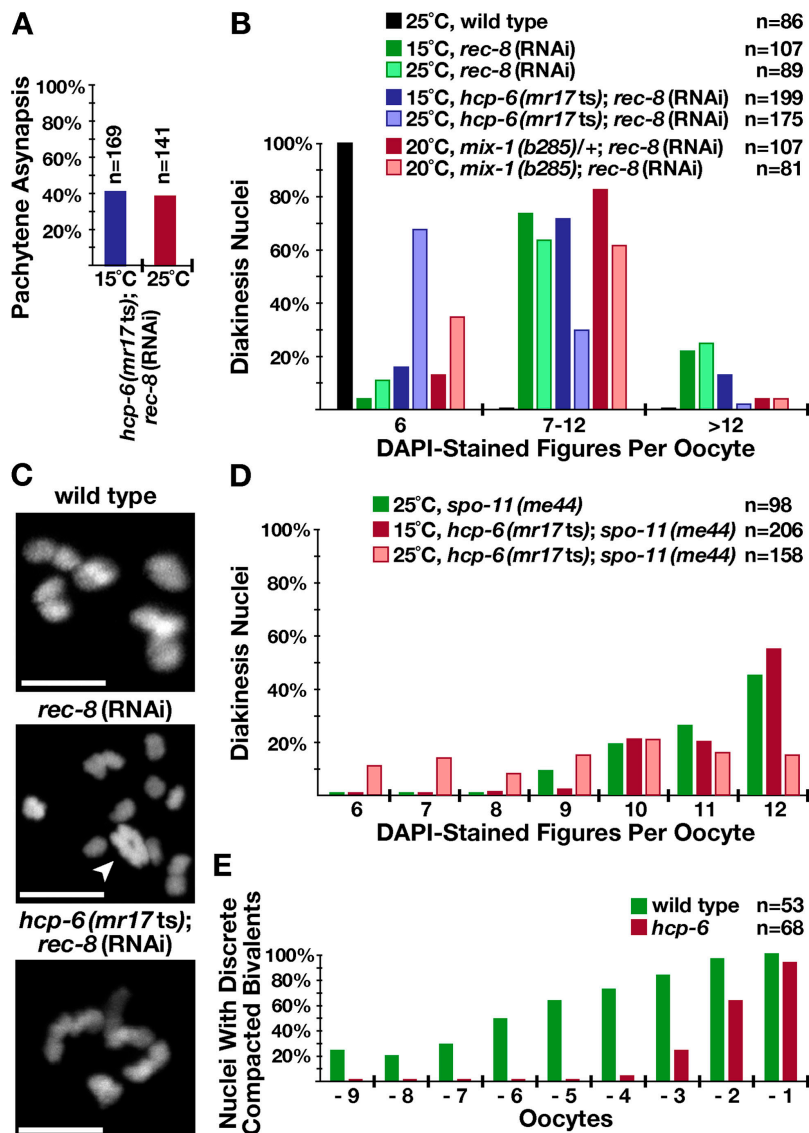 A
Pachytene Asynapsis
100%
80%
60%
40%
20%
n=169
n=141
15°C 25°C
hcp-6(mr17ts);
rec-8(RNAi)
B
25°C, wild type n=86
15°C, rec-8(RNAi) n=107
25°C, rec-8(RNAi) n=89
15°C, hcp-6(mr17ts); rec-8(RNAi) n=199
25°C, hcp-6(mr17ts); rec-8(RNAi) n=175
20°C, mix-1(b285)/+; rec-8(RNAi) n=107
20°C, mix-1(b285); rec-8(RNAi) n=81
Diakinesis Nuclei
100%
80%
60%
40%
20%
6 7-12 >12
DAPI-Stained Figures Per Oocyte
C
wild type
rec-8(RNAi)
hcp-6(mr17ts);
rec-8(RNAi)
D
25°C, spo-11(me44) n=98
15°C, hcp-6(mr17ts); spo-11(me44) n=206
25°C, hcp-6(mr17ts); spo-11(me44) n=158
Diakinesis Nuclei
100%
80%
60%
40%
20%
6 7 8 9 10 11 12
DAPI-Stained Figures Per Oocyte
E
wild type n=53
hcp-6 n=68
Nuclei With Discrete
Compacted Bivalents
100%
80%
60%
40%
20%
-9 -8 -7 -6 -5 -4 -3 -2 -1
Oocytes